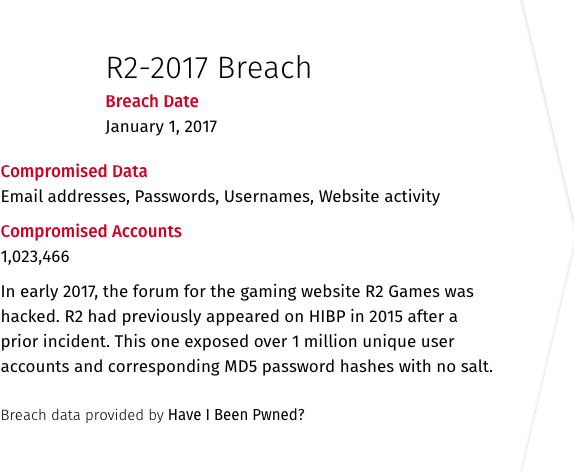 R2-2017 Breach
Breach Date
January 1, 2017
Compromised Data
Email addresses, Passwords, Usernames, Website activity
Compromised Accounts
1,023,466
In early 2017, the forum for the gaming website R2 Games was
hacked. R2 had previously appeared on HIBP in 2015 after a
prior incident. This one exposed over 1 million unique user
accounts and corresponding MD5 password hashes with no salt.
Breach data provided by Have I Been Pwned?